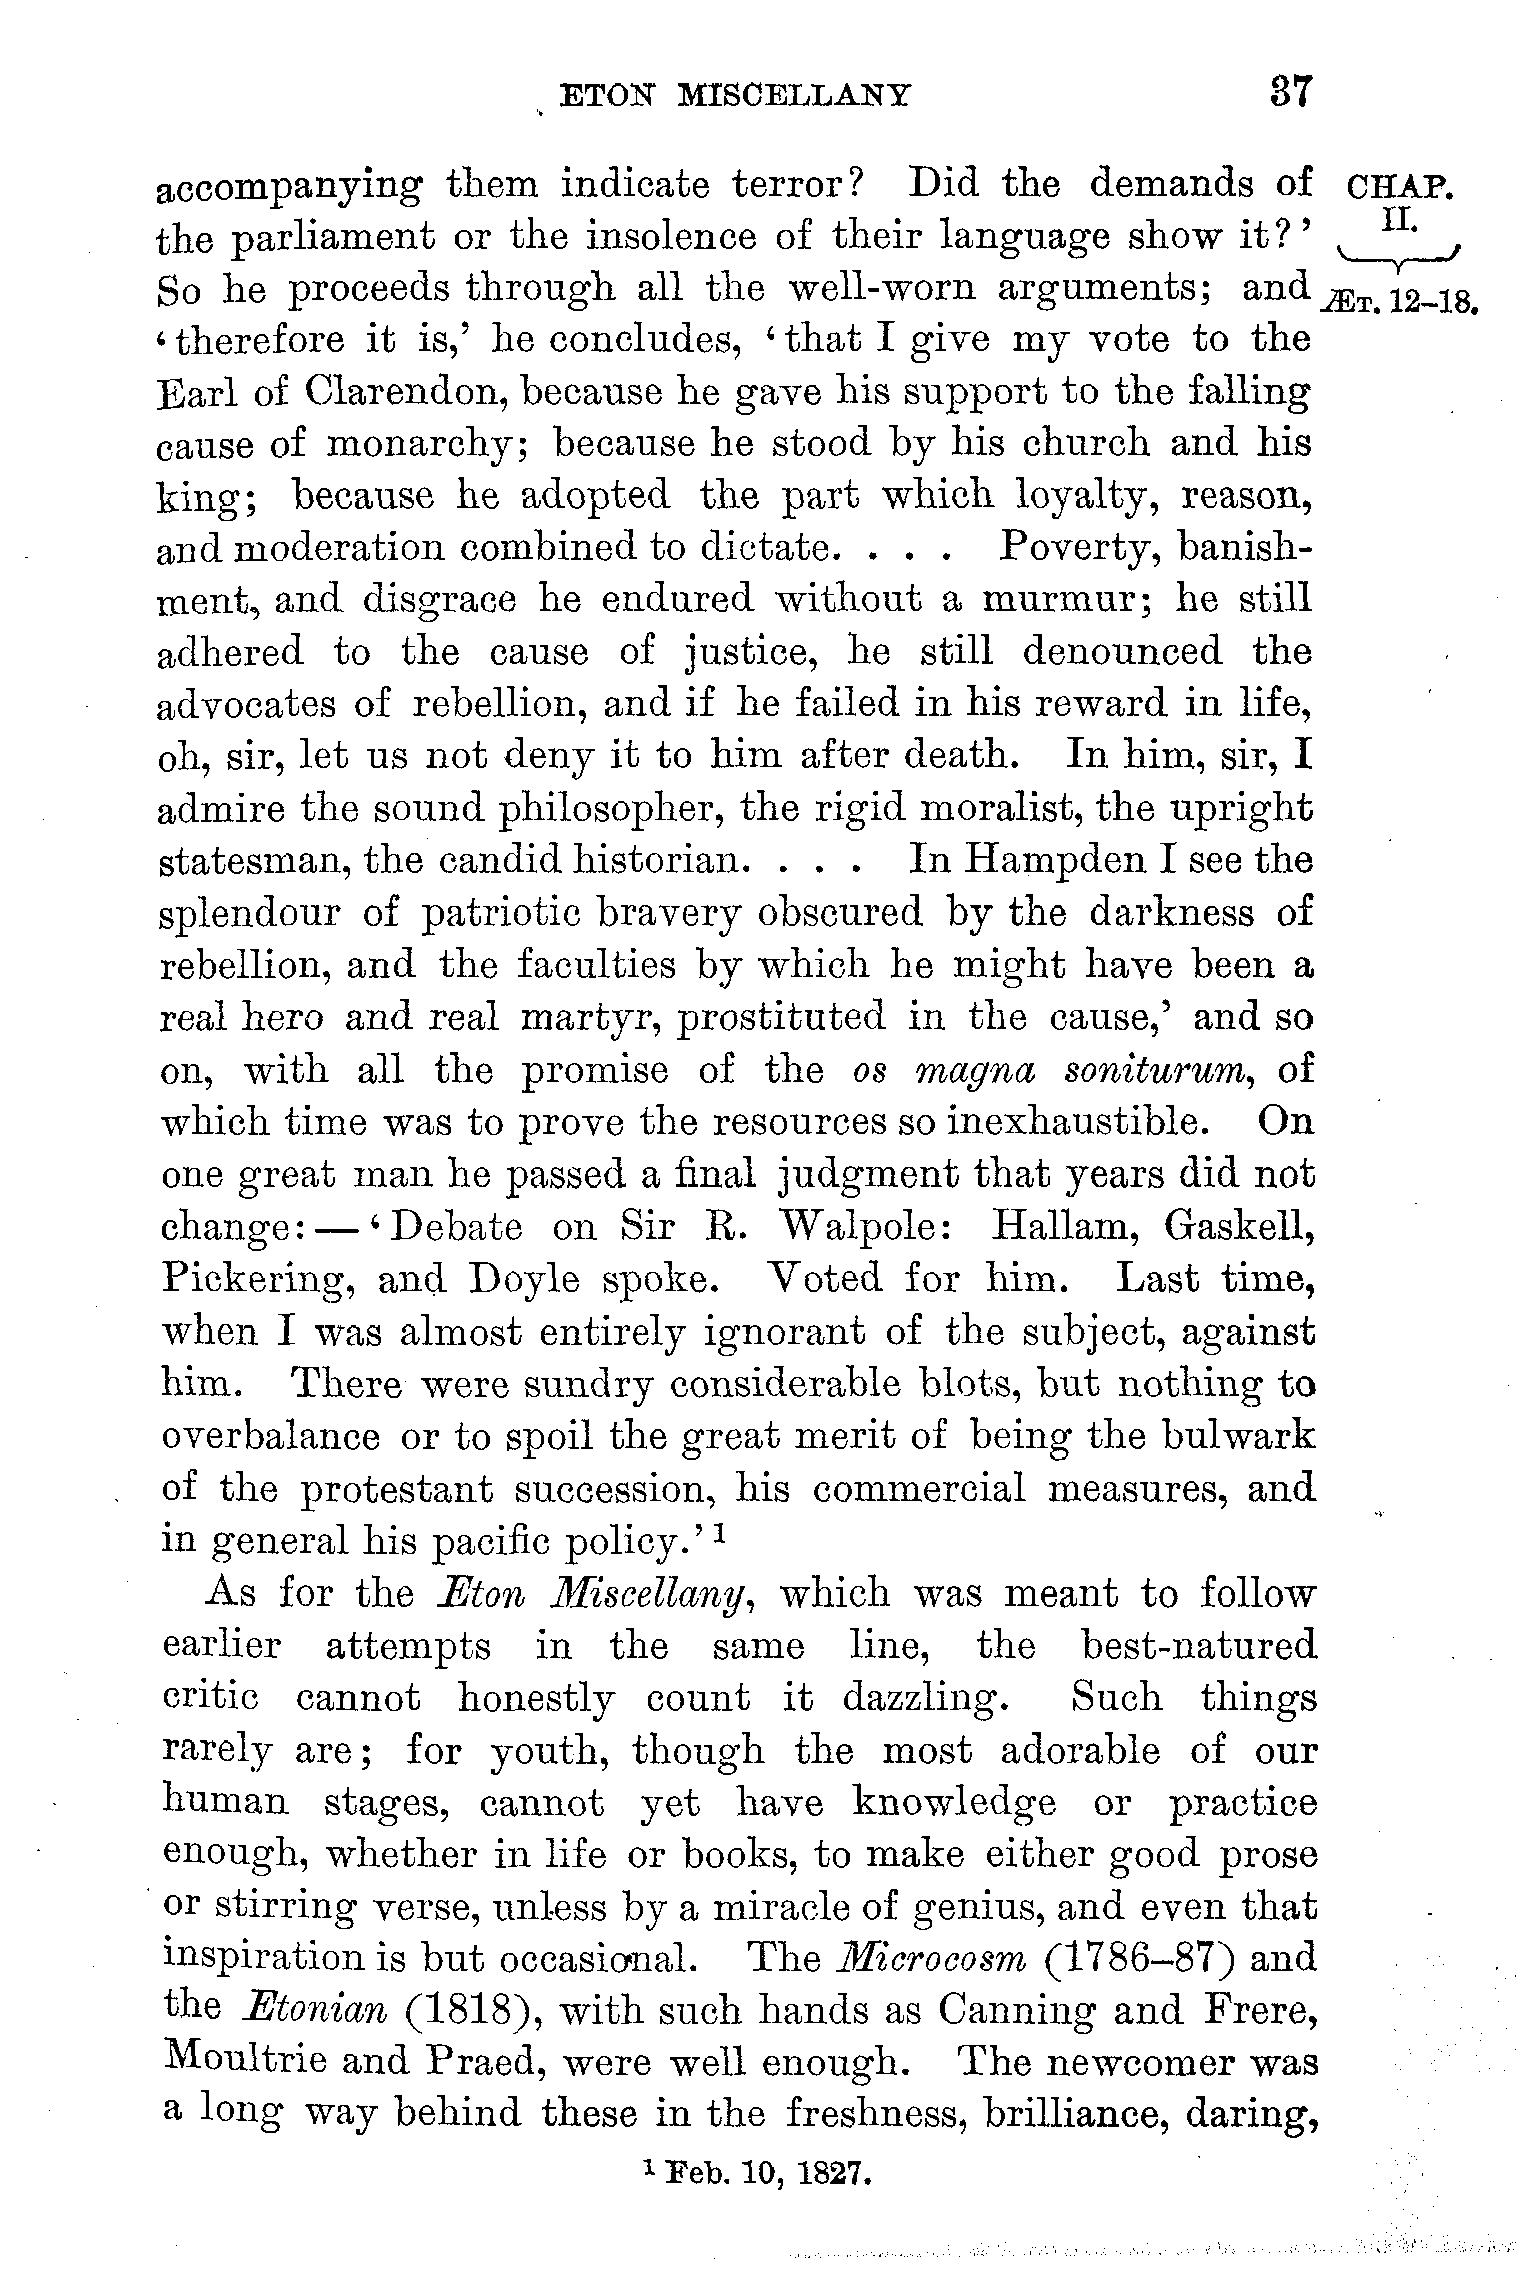 ETON MISCELLANY 37
accompanying them indicate terror? Did the demands of
the parliament or the insolence of their language show it?’
So he proceeds through all the well-worn arguments; and
‘therefore it is,’ he concludes, ‘that I give my vote to the
Earl of Clarendon, because he gave his support to the falling
cause of monarchy; because he stood by his church and his
king; because he adopted the part which loyalty, reason,
and moderation combined to dictate. . . . Poverty, banish-
ment, and disgrace he endured without a murmur; he still
adhered to the cause of justice, he still denounced the
advocates of rebellion, and if he failed in his reward in life,
oh, sir, let us not deny it to him after death. In him, sir, I
admire the sound philosopher, the rigid moralist, the upright
statesman, the candid historian. . . . In Hampden I see the
splendour of patriotic bravery obscured by the darkness of
rebellion, and the faculties by which he might have been a
real hero and real martyr, prostituted in the cause,’ and so
on, with all the promise of the os magna soniturum, of
which time was to prove the resources so inexhaustible. On
one great man he passed a final judgment that years did not
change:—‘Debate on Sir R. Walpole: Hallam, Gaskell,
Pickering, and Doyle spoke. Voted for him. Last time,
when I was almost entirely ignorant of the subject, against
him. There were sundry considerable blots, but nothing to
overbalance or to spoil the great merit of being the bulwark
of the protestant succession, his commercial measures, and
in general his pacific policy.’1
As for the Eton Miscellany, which was meant to follow
earlier attempts in the same line, the best-natured
critic cannot honestly count it dazzling. Such things
rarely are; for youth, though the most adorable of our
human stages, cannot yet have knowledge or practice
enough, whether in life or books, to make either good prose
or stirring verse, unless by a miracle of genius, and even that
inspiration is but occasional. The Microcosm (1786–87) and
the Etonian (1818), with such hands as Canning and Frere,
Moultrie and Praed, were well enough. The newcomer was
a long way behind these in the freshness, brilliance, daring,
1 Feb. 10, 1827.
CHAP.
II.
ÆT. 12–18.